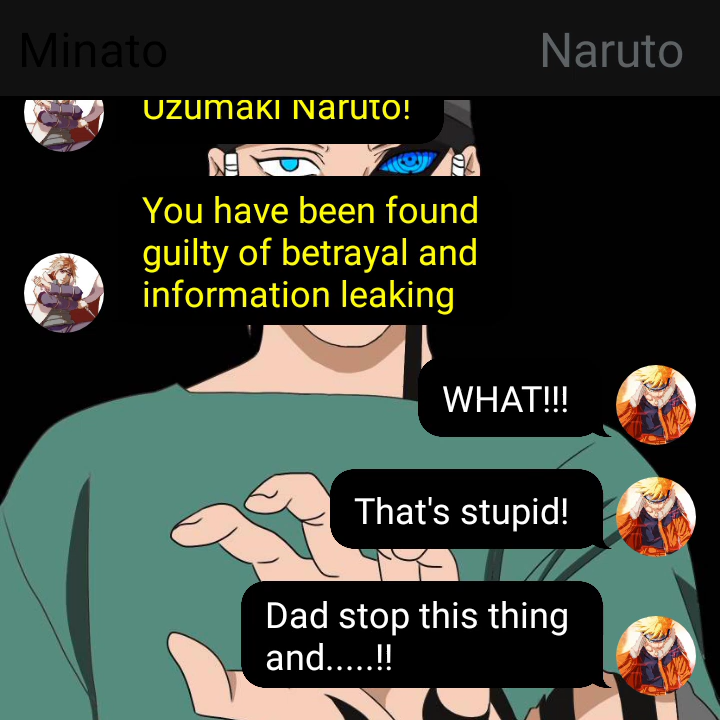 Minato
Naruto
Uzumaki Naruto!
You have been found
guilty of betrayal and
information leaking
WHAT!!!
That's stupid!
Dad stop this thing
and.....!!